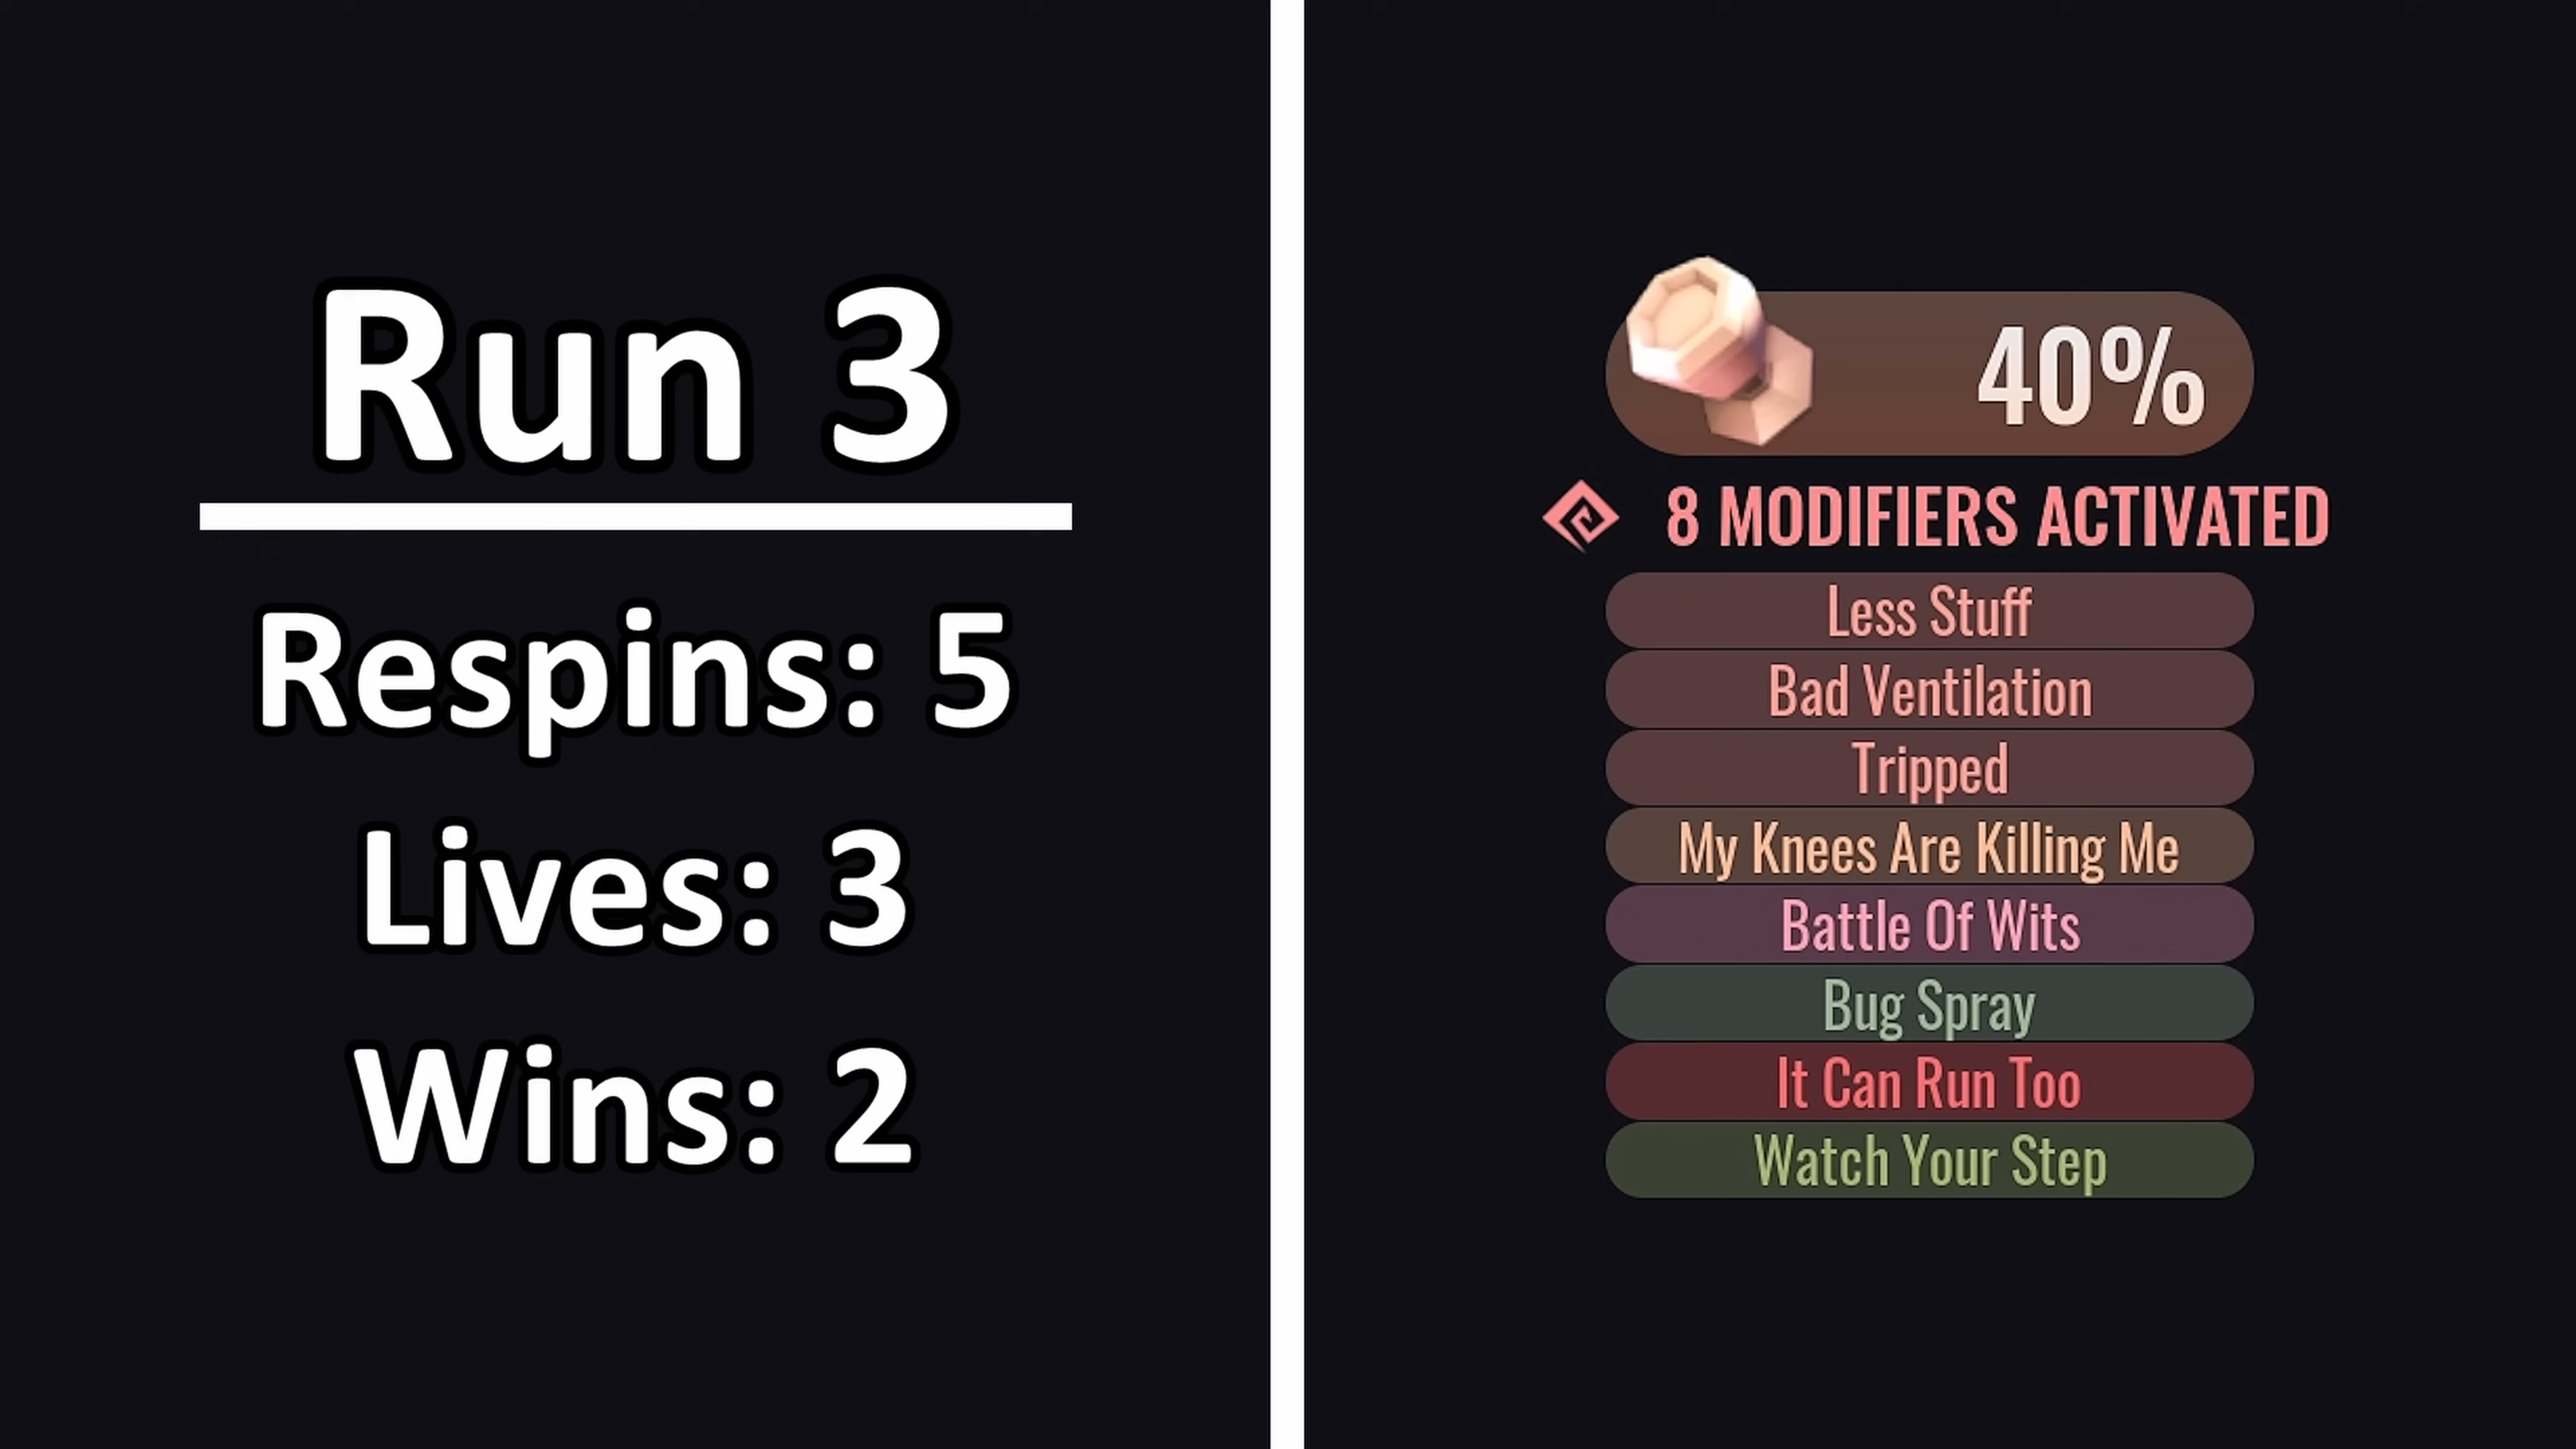 Run 3
Respins: 5
Lives: 3
Wins: 2
40%
8 MODIFIERS ACTIVATED
Less Stuff
Bad Ventilation
Tripped
My Knees Are Killing Me
Battle Of Wits
Bug Spray
It Can Run Too
Watch Your Step